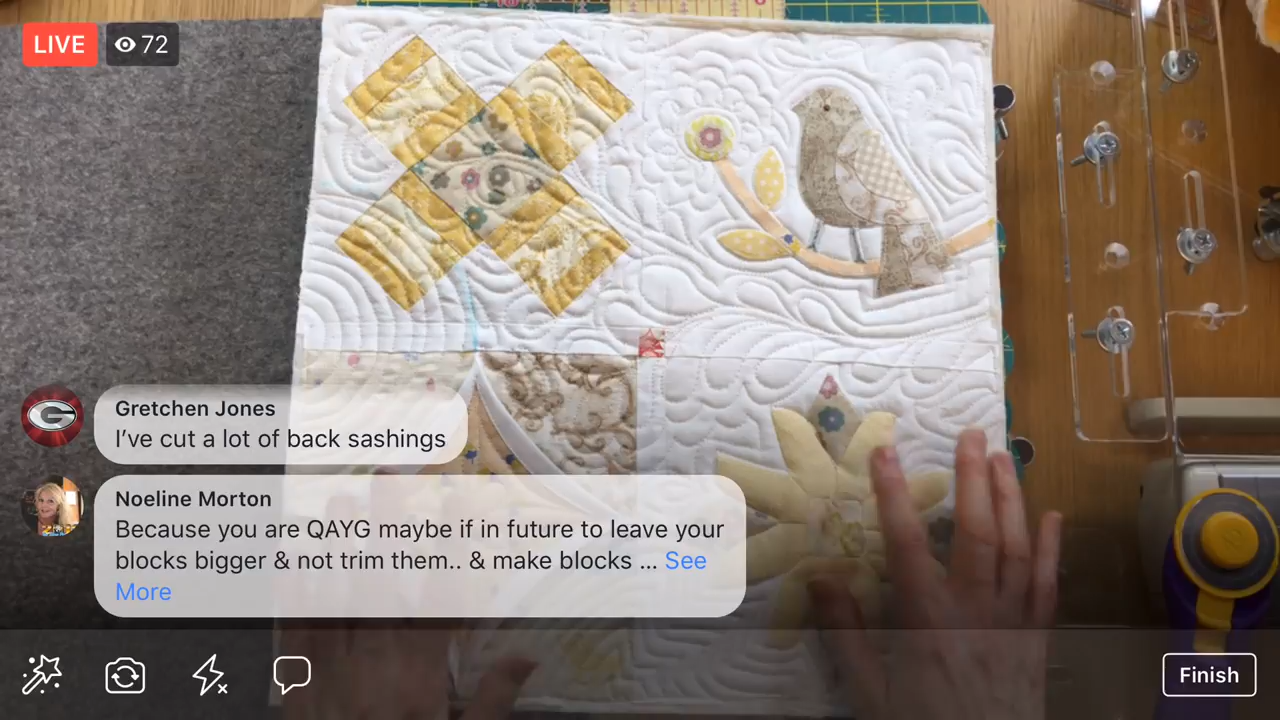 LIVE
72
Gretchen Jones
I've cut a lot of back sashings
Noeline Morton
Because you are QAYG maybe if in future to leave your
blocks bigger & not trim them.. & make blocks ... See
More
Finish
G